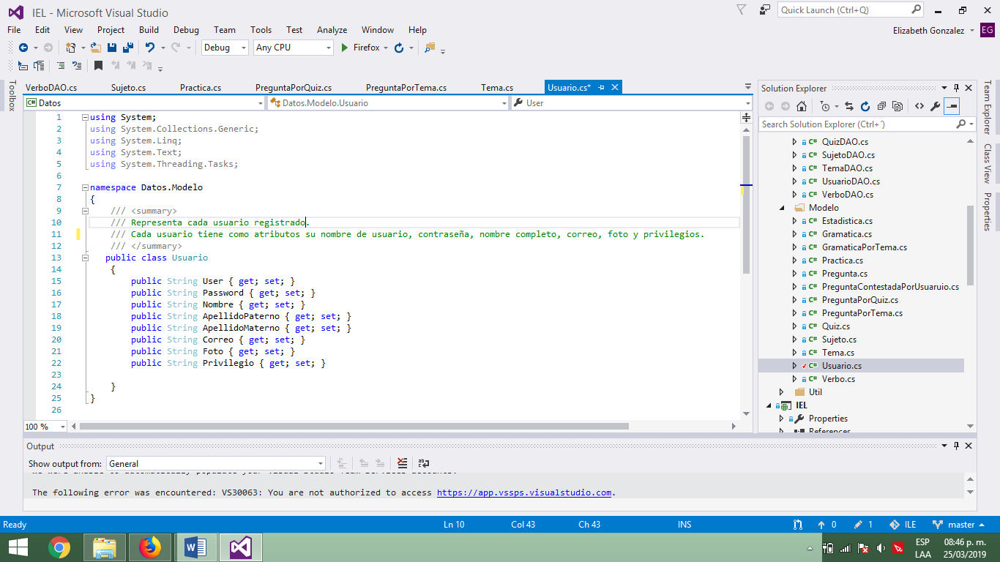 IEL - Microsoft Visual Studio
Quick Launch (Ctrl+Q)
File Edit View Project Build Debug Team Tools Test Analyze Window Help
Elizabeth Gonzalez EG
Debug Any CPU Firefox
Toolbox
VerboDAO.cs Sujeto.cs Practica.cs PreguntaPorQuiz.cs PreguntaPorTema.cs Tema.cs Usuario.cs*
Datos Datos.Modelo.Usuario User
1 using System;
2 using System.Collections.Generic;
3 using System.Linq;
4 using System.Text;
5 using System.Threading.Tasks;
6
7 namespace Datos.Modelo
8 {
9 /// <summary>
10 /// Representa cada usuario registrado.
11 /// Cada usuario tiene como atributos su nombre de usuario, contraseña, nombre completo, correo, foto y privilegios.
12 /// </summary>
13 public class Usuario
14 {
15 public String User { get; set; }
16 public String Password { get; set; }
17 public String Nombre { get; set; }
18 public String ApellidoPaterno { get; set; }
19 public String ApellidoMaterno { get; set; }
20 public String Correo { get; set; }
21 public String Foto { get; set; }
22 public String Privilegio { get; set; }
23
24 }
25 }
26
100 %
Solution Explorer
Search Solution Explorer (Ctrl+´)
C# QuizDAO.cs
C# SujetoDAO.cs
C# TemaDAO.cs
C# UsuarioDAO.cs
C# VerboDAO.cs
Modelo
C# Estadistica.cs
C# Gramatica.cs
C# GramaticaPorTema.cs
C# Practica.cs
C# Pregunta.cs
C# PreguntaContestadaPorUsuaruio.cs
C# PreguntaPorQuiz.cs
C# PreguntaPorTema.cs
C# Quiz.cs
C# Sujeto.cs
C# Tema.cs
C# Usuario.cs
C# Verbo.cs
Util
IEL
Properties
References
Team Explorer
Class View
Properties
Output
Show output from: General
We were unable to automatically populate your Visual Studio Team Services accounts.
The following error was encountered: VS30063: You are not authorized to access https://app.vssps.visualstudio.com.
Ready Ln 10 Col 43 Ch 43 INS 0 1 ILE master
ESP 08:46 p. m.
LAA 25/03/2019